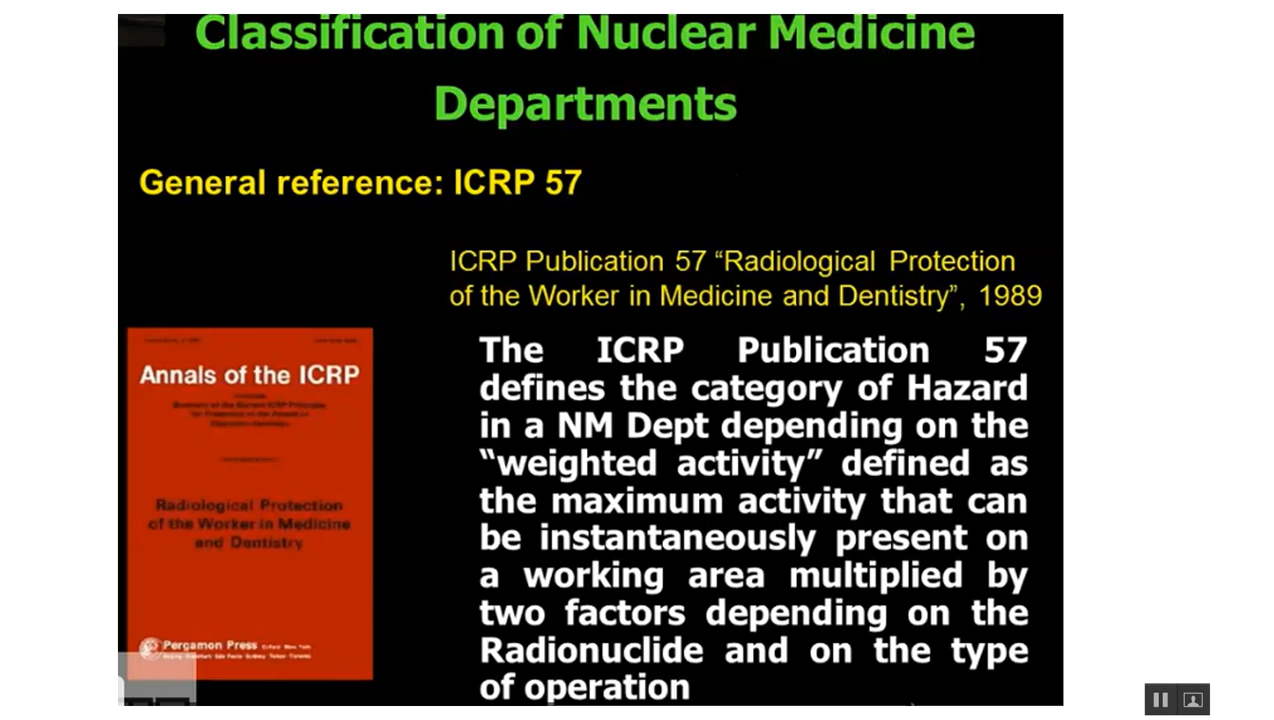 Classification of Nuclear Medicine
Departments
General reference: ICRP 57
ICRP Publication 57 “Radiological Protection
of the Worker in Medicine and Dentistry”, 1989
Annals of the ICRP
Radiological Protection
of the Worker in Medicine
and Dentistry
Pergamon Press
The ICRP Publication 57
defines the category of Hazard
in a NM Dept depending on the
“weighted activity” defined as
the maximum activity that can
be instantaneously present on
a working area multiplied by
two factors depending on the
Radionuclide and on the type
of operation